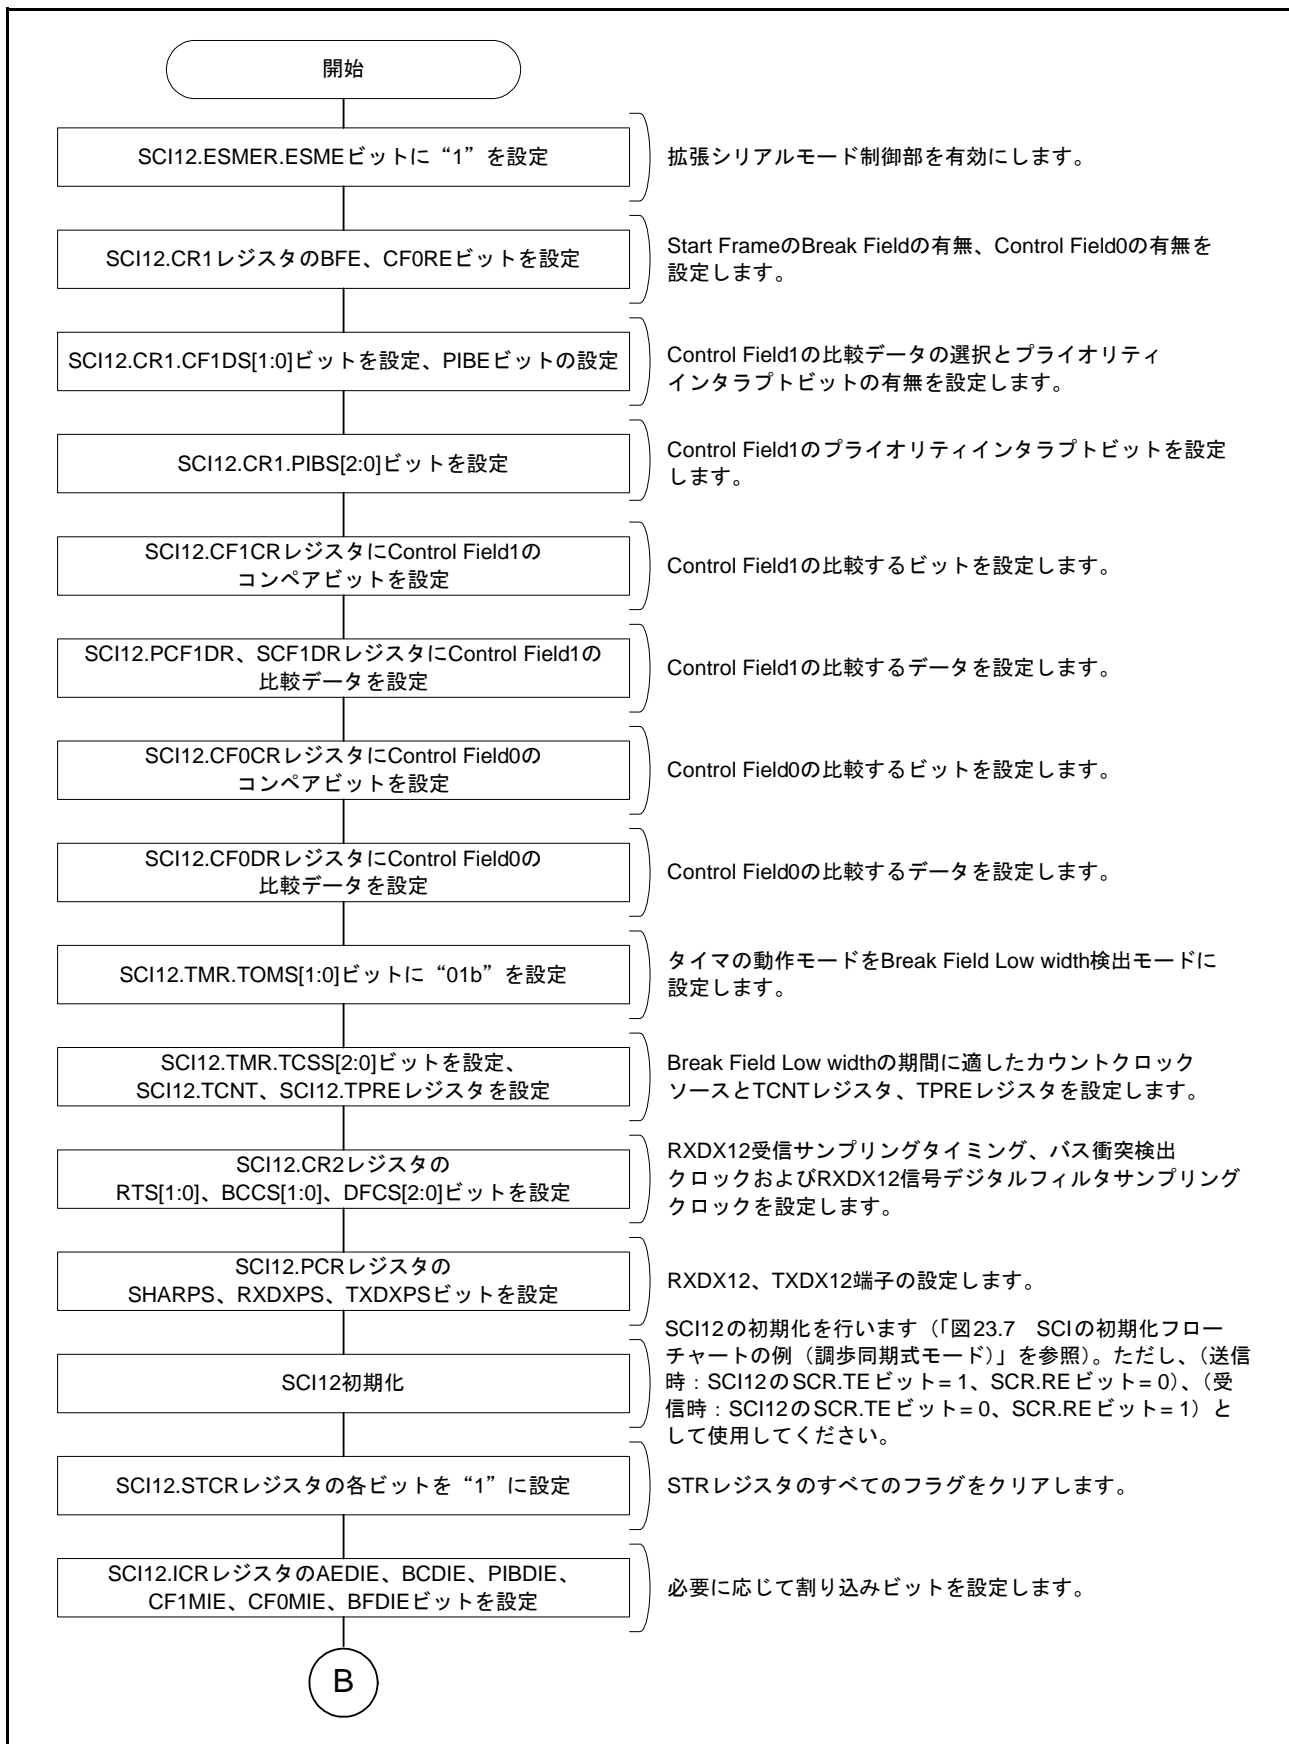 開始
SCI12.ESMER.ESMEビットに“1”を設定
拡張シリアルモード制御部を有効にします。
SCI12.CR1レジスタのBFE、CF0REビットを設定
Start FrameのBreak Fieldの有無、Control Field0の有無を
設定します。
SCI12.CR1.CF1DS[1:0]ビットを設定、PIBEビットの設定
Control Field1の比較データの選択とプライオリティ
インタラプトビットの有無を設定します。
SCI12.CR1.PIBS[2:0]ビットを設定
Control Field1のプライオリティインタラプトビットを設定
します。
SCI12.CF1CRレジスタにControl Field1の
コンペアビットを設定
Control Field1の比較するビットを設定します。
SCI12.PCF1DR、SCF1DRレジスタにControl Field1の
比較データを設定
Control Field1の比較するデータを設定します。
SCI12.CF0CRレジスタにControl Field0の
コンペアビットを設定
Control Field0の比較するビットを設定します。
SCI12.CF0DRレジスタにControl Field0の
比較データを設定
Control Field0の比較するデータを設定します。
SCI12.TMR.TOMS[1:0]ビットに“01b”を設定
タイマの動作モードをBreak Field Low width検出モードに
設定します。
SCI12.TMR.TCSS[2:0]ビットを設定、
SCI12.TCNT、SCI12.TPREレジスタを設定
Break Field Low widthの期間に適したカウントクロック
ソースとTCNTレジスタ、TPREレジスタを設定します。
SCI12.CR2レジスタの
RTS[1:0]、BCCS[1:0]、DFCS[2:0]ビットを設定
RXDX12受信サンプリングタイミング、バス衝突検出
クロックおよびRXDX12信号デジタルフィルタサンプリング
クロックを設定します。
SCI12.PCRレジスタの
SHARPS、RXDXPS、TXDXPSビットを設定
RXDX12、TXDX12端子の設定します。
SCI12初期化
SCI12の初期化を行います（「図23.7　SCIの初期化フロー
チャートの例（調歩同期式モード）」を参照）。ただし、（送信
時：SCI12のSCR.TEビット= 1、SCR.REビット= 0）、（受
信時：SCI12のSCR.TEビット= 0、SCR.REビット= 1）と
して使用してください。
SCI12.STCRレジスタの各ビットを“1”に設定
STRレジスタのすべてのフラグをクリアします。
SCI12.ICRレジスタのAEDIE、BCDIE、PIBDIE、
CF1MIE、CF0MIE、BFDIEビットを設定
必要に応じて割り込みビットを設定します。
B